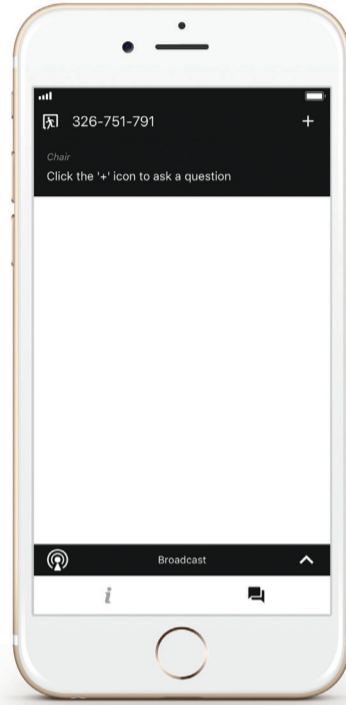 326-751-791
+
Chair
Click the '+' icon to ask a question
Broadcast
i